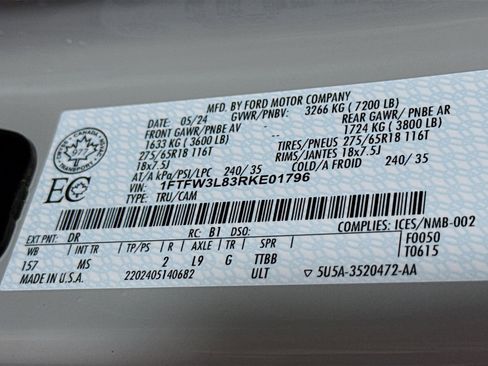 MFD. BY FORD MOTOR COMPANY
DATE: 05/24 GVWR/PNBV: 3266 KG ( 7200 LB)
FRONT GAWR/PNBE AV REAR GAWR/ PNBE AR
1633 KG ( 3600 LB) 1724 KG ( 3800 LB)
275/65R18 116T TIRES/PNEUS 275/65R18 116T
18x7.5J RIMS/JANTES 18x7.5J
AT/A kPa/PSI/LPC 240/ 35 COLD/A FROID 240/ 35
CANADA
TRANSPORT
EC
VIN: 1FTFW3L83RKE01796
TYPE: TRU/CAM
COMPLIES: ICES/NMB-002
EXT PNT: DR RC: B1 DSO: F0050
WB INT TR TP/PS R AXLE TR SPR T0615
157 MS 2 L9 G TTBB
MADE IN U.S.A. 2202405140682 ULT 5U5A-3520472-AA